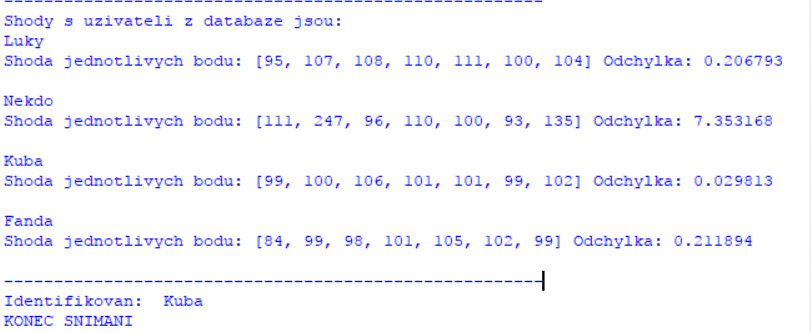 ------------------------------------------------------
Shody s uzivateli z databaze jsou:
Luky
Shoda jednotlivych bodu: [95, 107, 108, 110, 111, 100, 104] Odchylka: 0.206793
Nekdo
Shoda jednotlivych bodu: [111, 247, 96, 110, 100, 93, 135] Odchylka: 7.353168
Kuba
Shoda jednotlivych bodu: [99, 100, 106, 101, 101, 99, 102] Odchylka: 0.029813
Fanda
Shoda jednotlivych bodu: [84, 99, 98, 101, 105, 102, 99] Odchylka: 0.211894
------------------------------------------------------
Identifikovan:  Kuba
KONEC SNIMANI